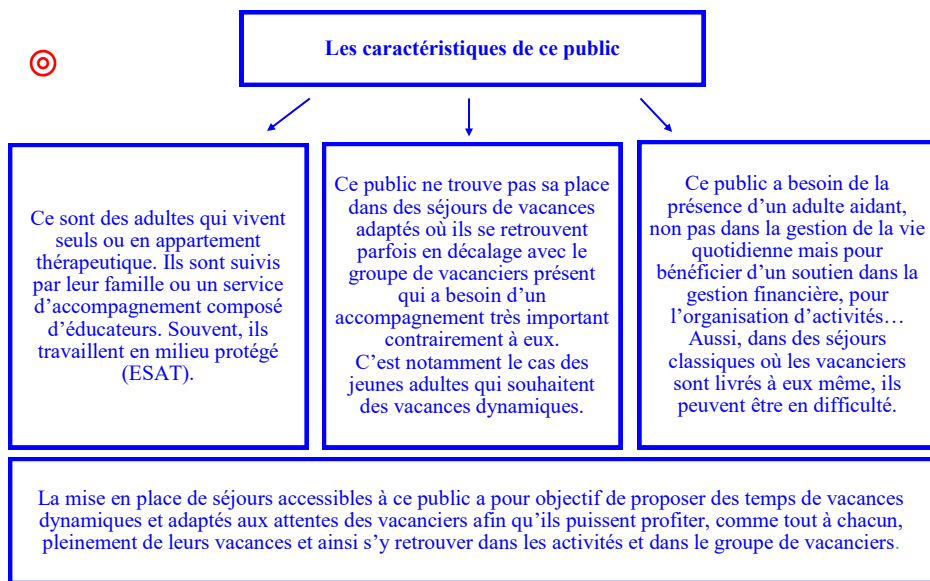 Les caractéristiques de ce public
Ce sont des adultes qui vivent
seuls ou en appartement
thérapeutique. Ils sont suivis
par leur famille ou un service
d’accompagnement composé
d’éducateurs. Souvent, ils
travaillent en milieu protégé
(ESAT).
Ce public ne trouve pas sa place
dans des séjours de vacances
adaptés où ils se retrouvent
parfois en décalage avec le
groupe de vacanciers présent
qui a besoin d’un
accompagnement très important
contrairement à eux.
C’est notamment le cas des
jeunes adultes qui souhaitent
des vacances dynamiques.
Ce public a besoin de la
présence d’un adulte aidant,
non pas dans la gestion de la vie
quotidienne mais pour
bénéficier d’un soutien dans la
gestion financière, pour
l’organisation d’activités…
Aussi, dans des séjours
classiques où les vacanciers
sont livrés à eux même, ils
peuvent être en difficulté.
La mise en place de séjours accessibles à ce public a pour objectif de proposer des temps de vacances
dynamiques et adaptés aux attentes des vacanciers afin qu’ils puissent profiter, comme tout à chacun,
pleinement de leurs vacances et ainsi s’y retrouver dans les activités et dans le groupe de vacanciers.